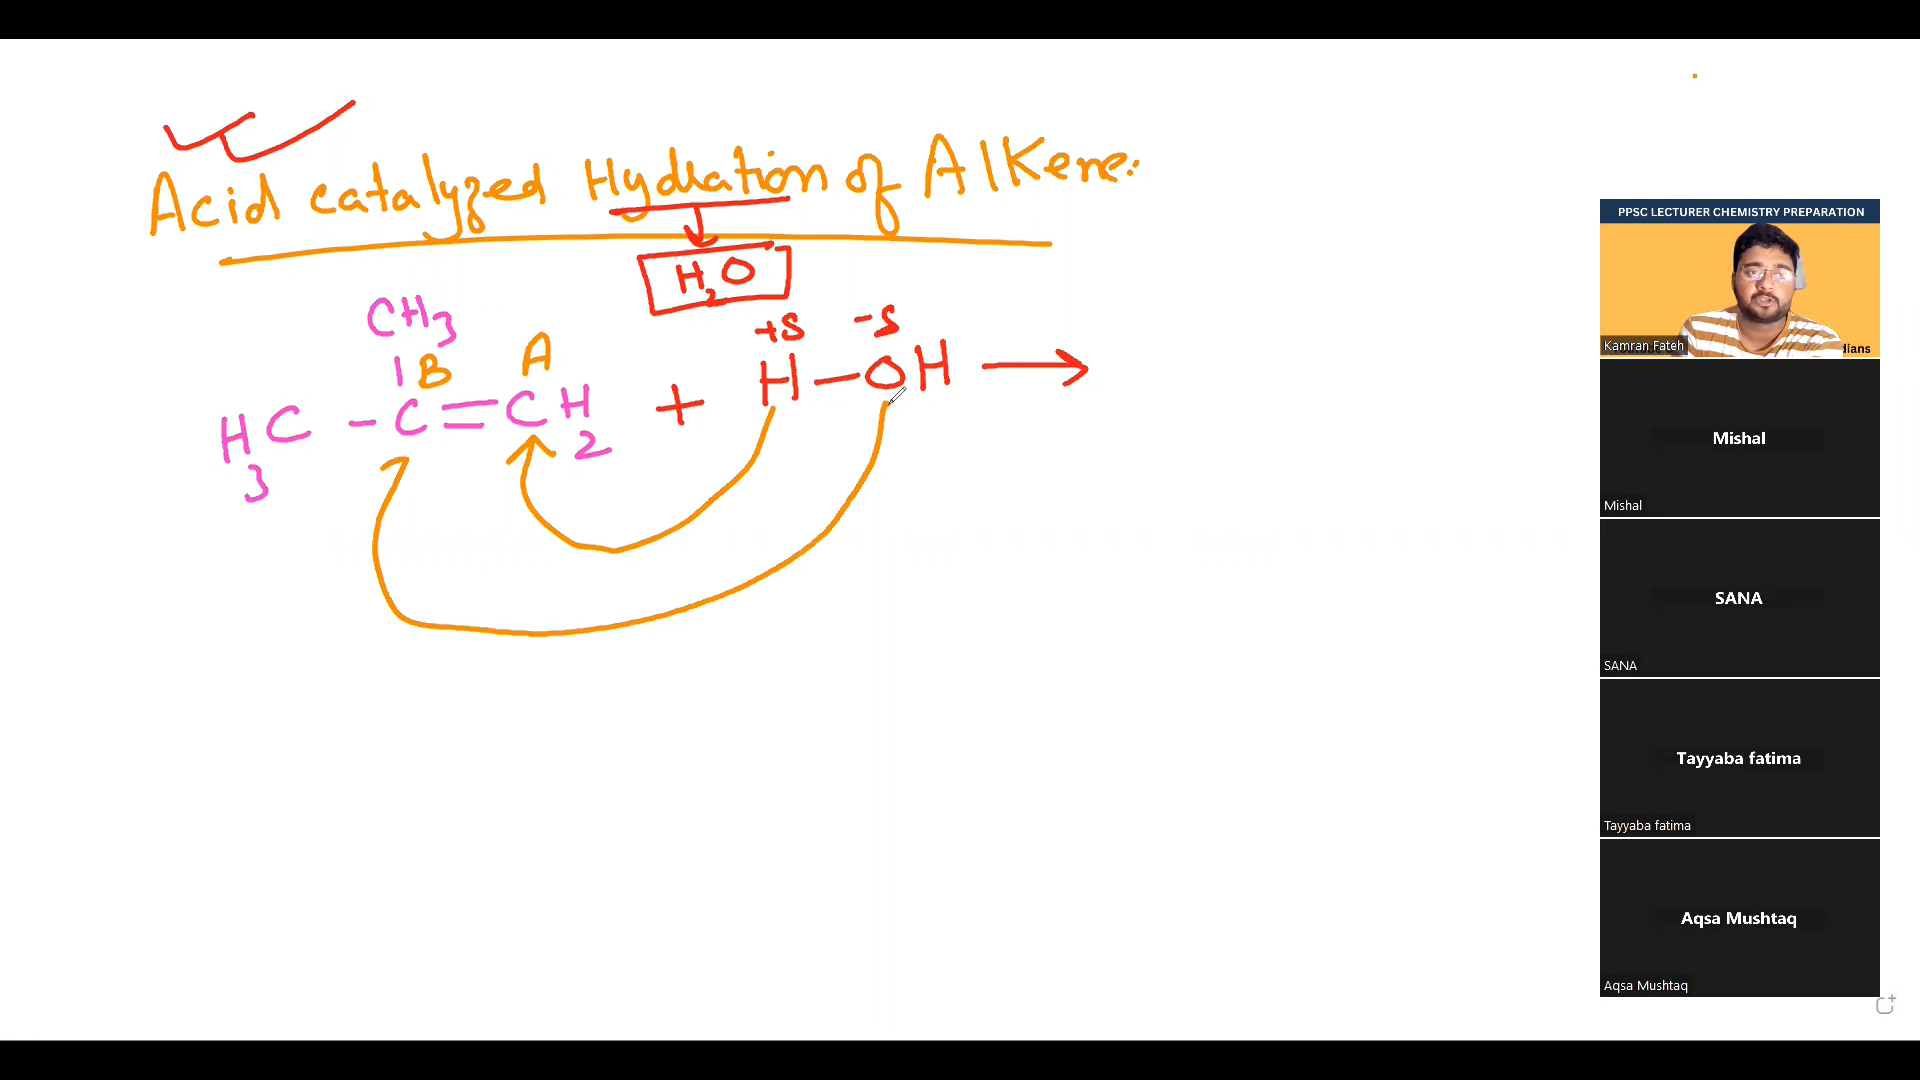 Acid catalyzed Hydration of Alkene.
H2O
CH3
B A +δ -δ
H3C - C = CH2 + H - OH →
PPSC LECTURER CHEMISTRY PREPARATION
Kamran Fateh
Mishal
Mishal
SANA
SANA
Tayyaba fatima
Tayyaba fatima
Aqsa Mushtaq
Aqsa Mushtaq